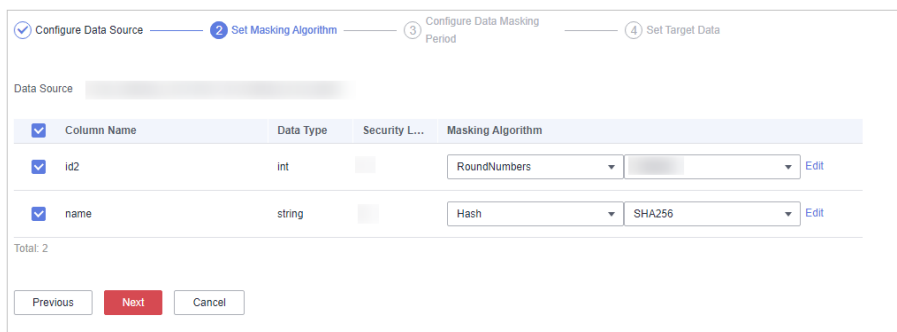 Configure Data Source
2 Set Masking Algorithm
3 Configure Data Masking
Period
4 Set Target Data
Data Source
Column Name Data Type Security L... Masking Algorithm
id2 int RoundNumbers Edit
name string Hash SHA256 Edit
Total: 2
Previous Next Cancel